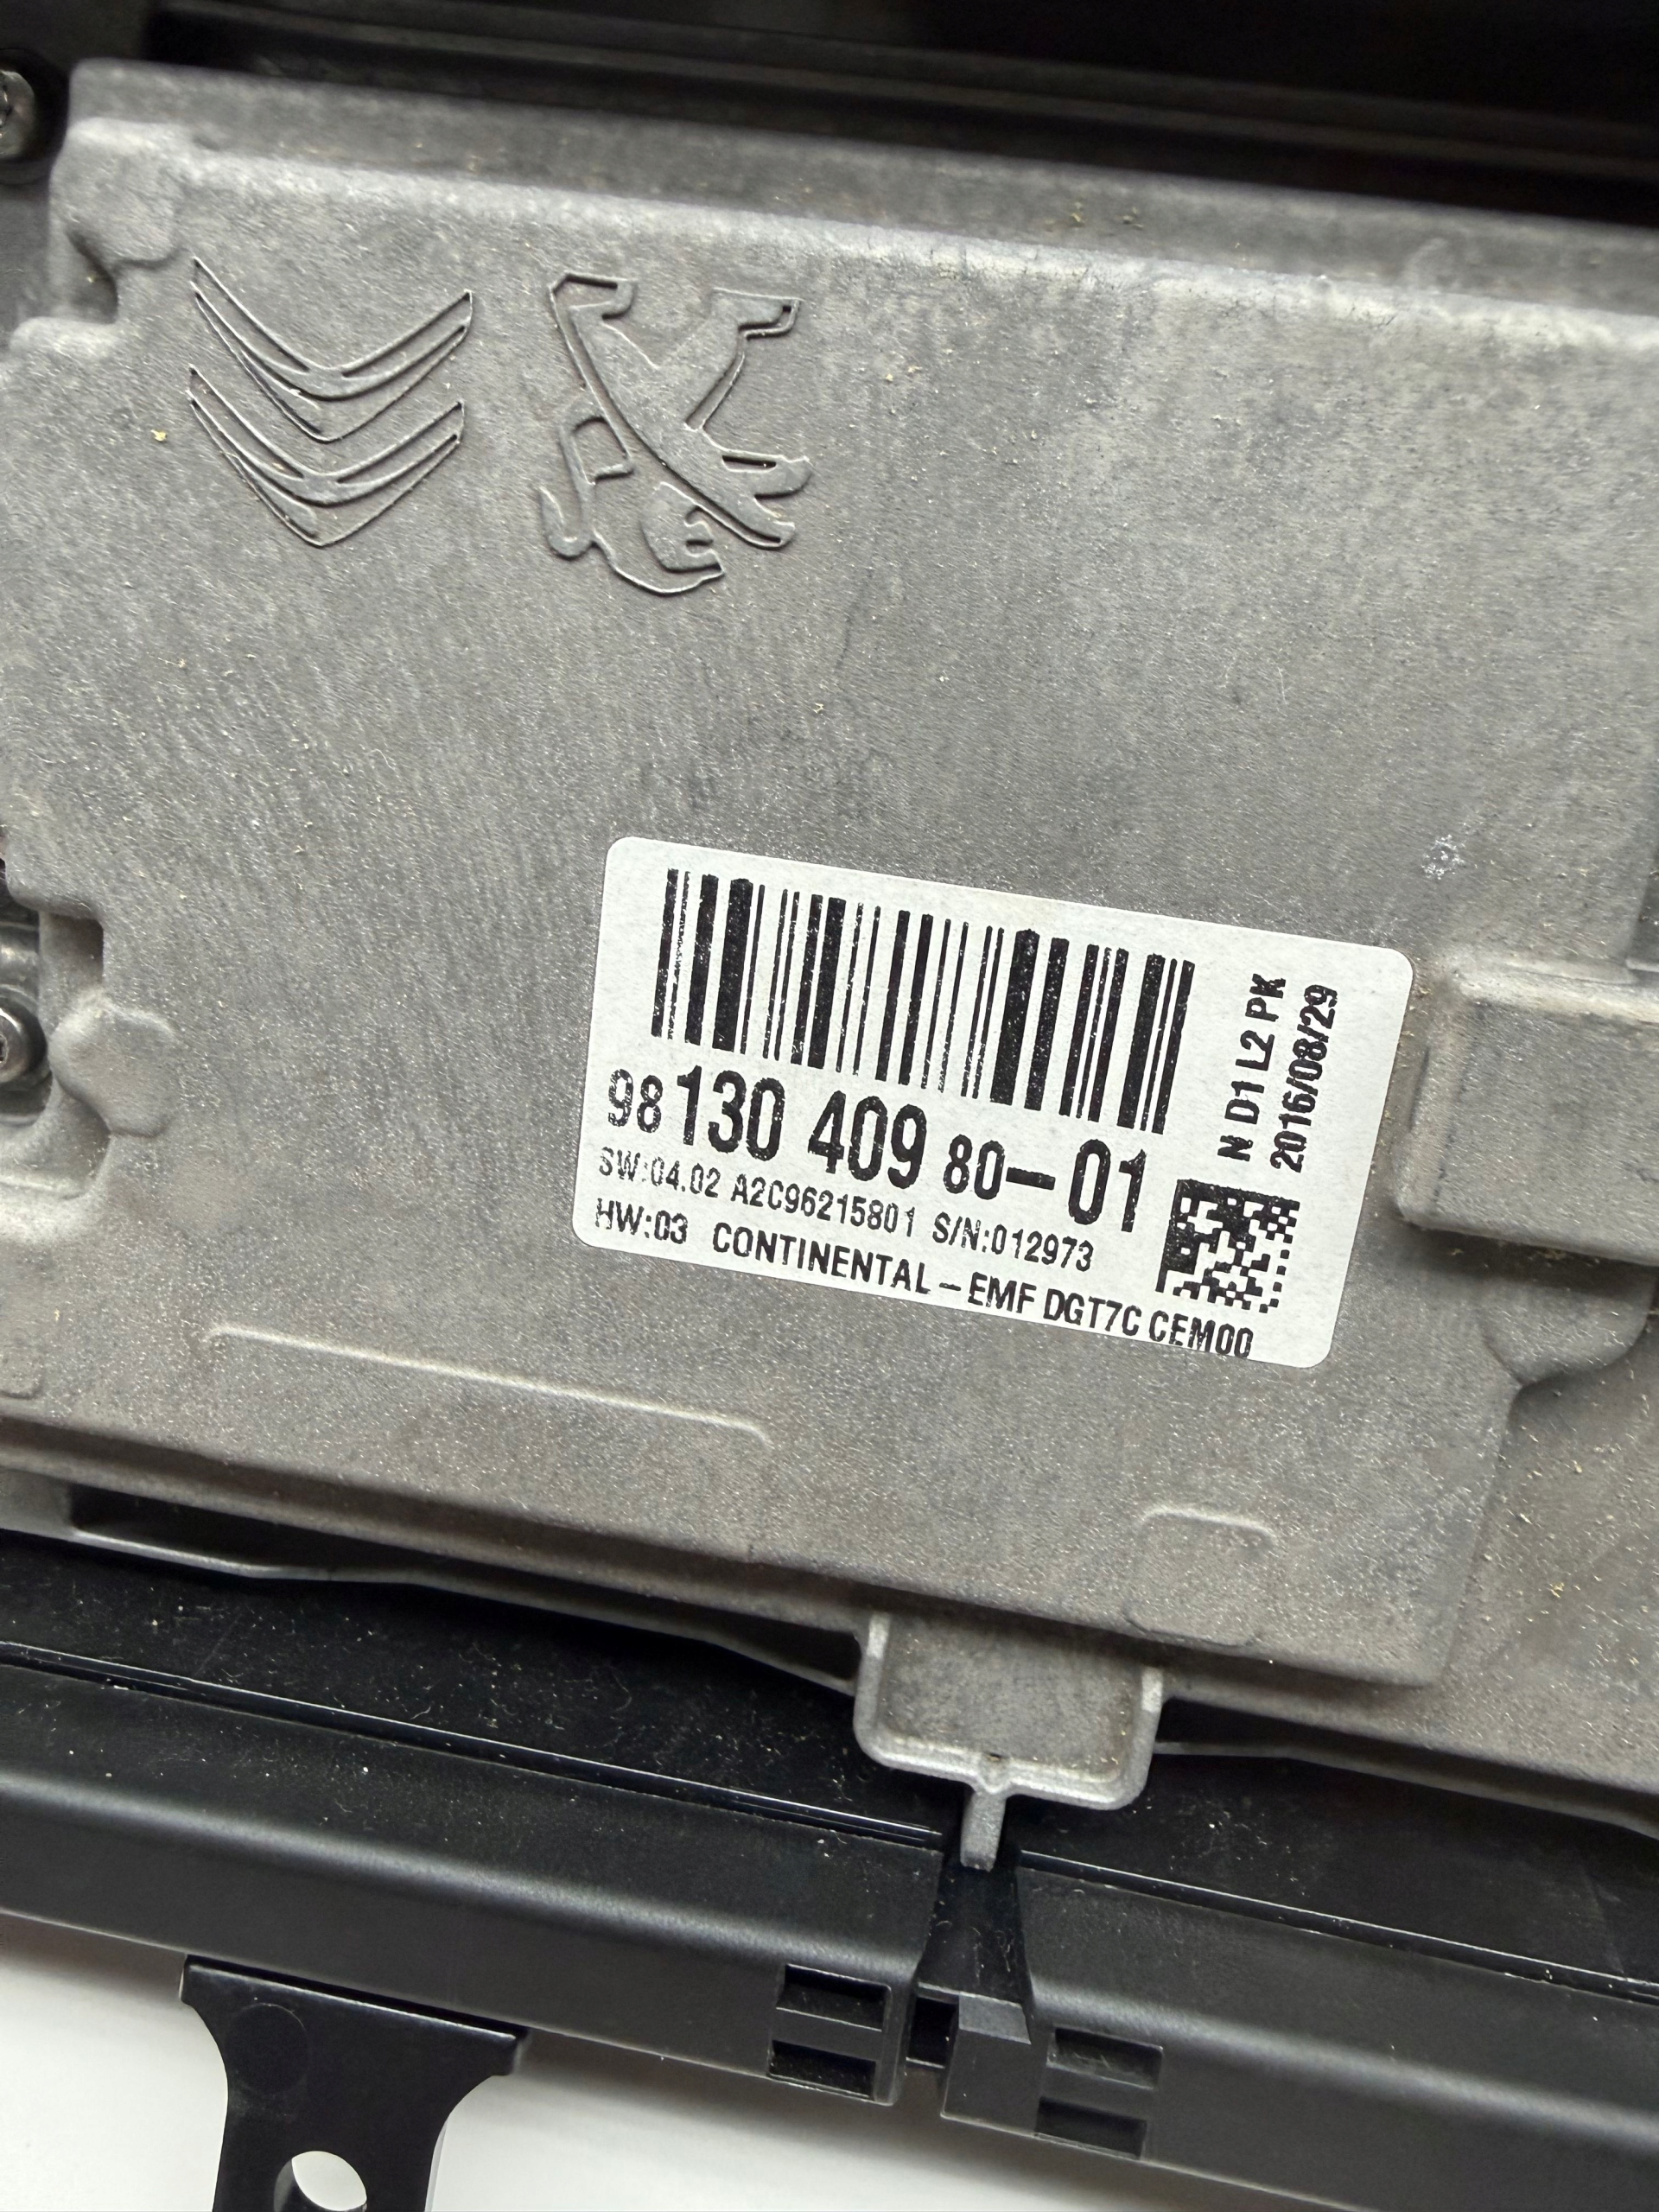 98 130 409 80-01
SW:04.02 A2C96215801 S/N:012973
HW:03 CONTINENTAL-EMF DGT7C CEM00
N D1 L2 PK
2016/08/29